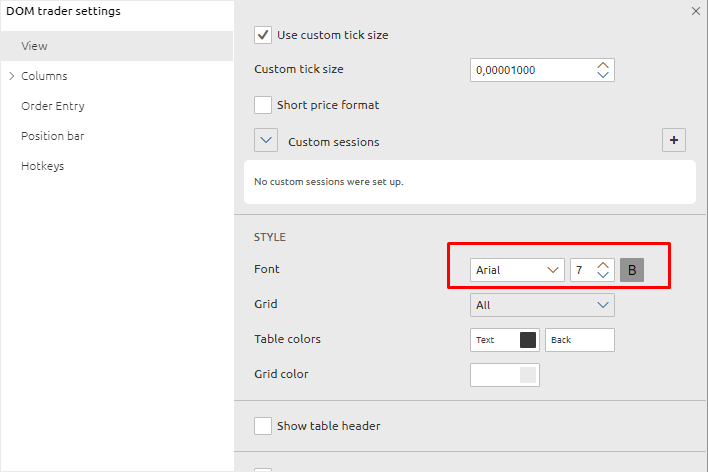 DOM trader settings
View
Columns
Order Entry
Position bar
Hotkeys
Use custom tick size
Custom tick size 0,00001000
Short price format
Custom sessions +
No custom sessions were set up.
STYLE
Font Arial 7 B
Grid All
Table colors Text Back
Grid color
Show table header